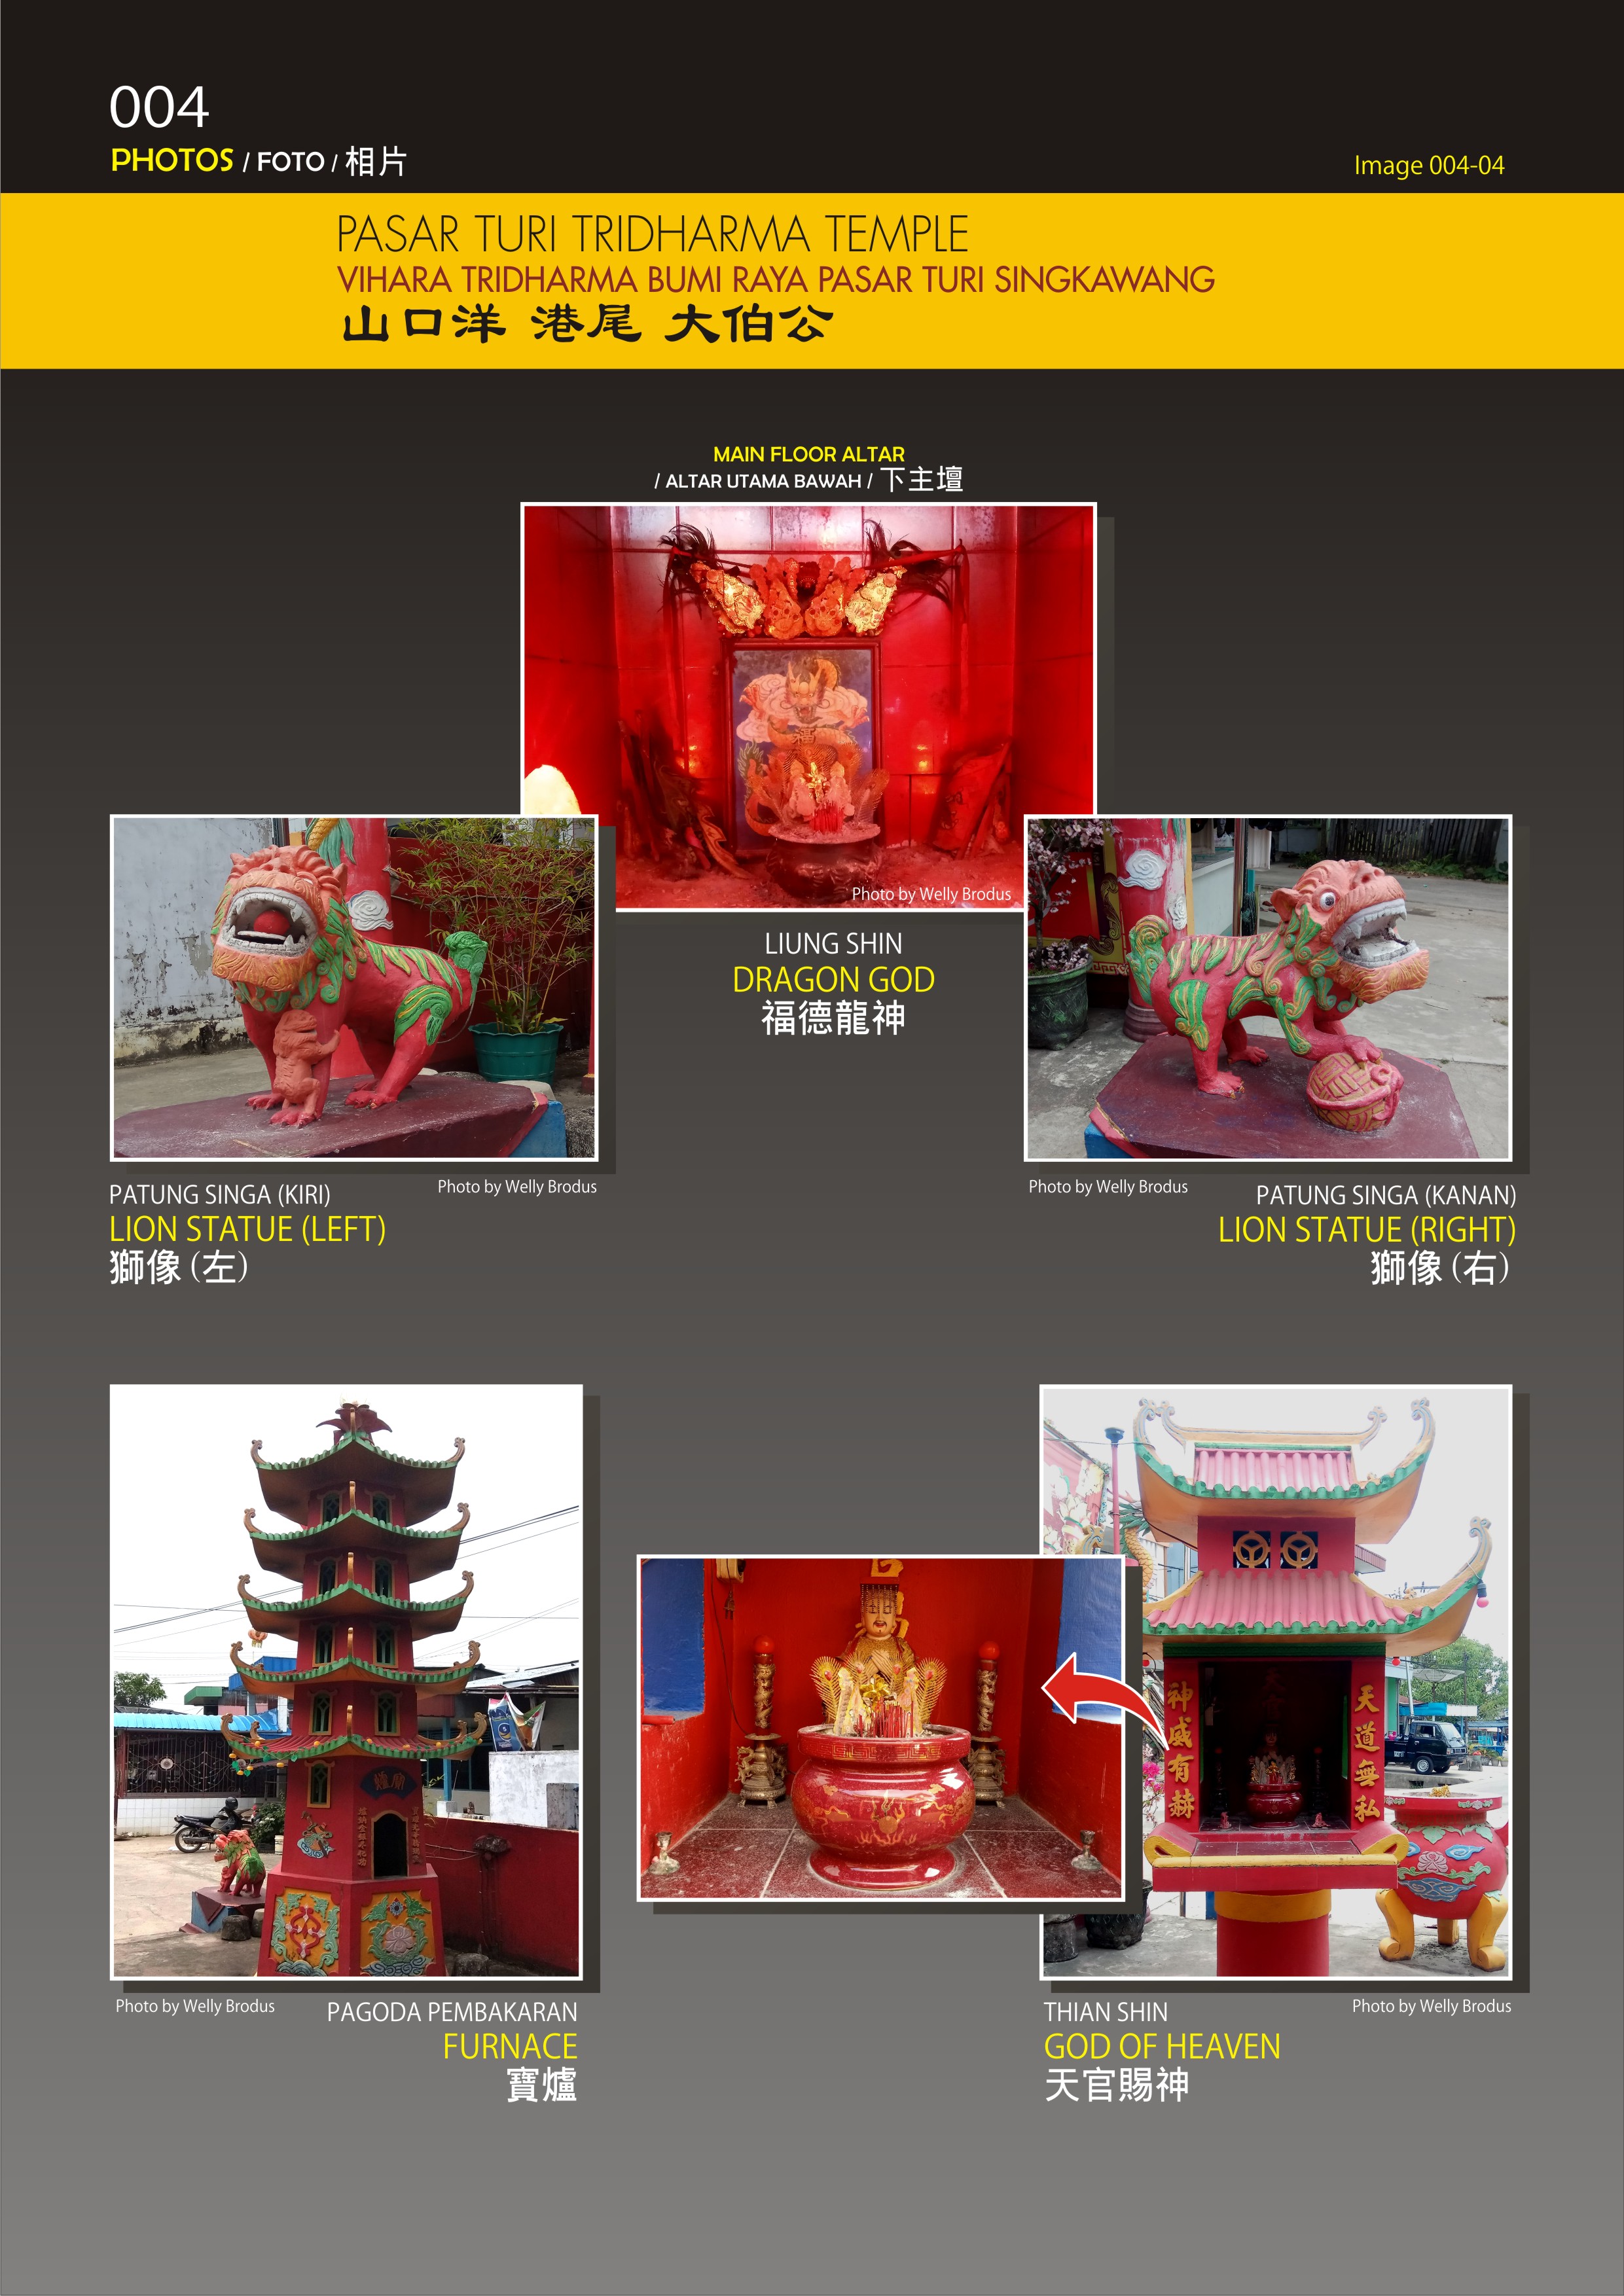 004
PHOTOS / FOTO / 相片
Image 004-04
PASAR TURI TRIDHARMA TEMPLE
VIHARA TRIDHARMA BUMI RAYA PASAR TURI SINGKAWANG
山口洋 港尾 大伯公
MAIN FLOOR ALTAR
/ ALTAR UTAMA BAWAH / 下主壇
福
Photo by Welly Brodus
LIUNG SHIN
DRAGON GOD
福德龍神
Photo by Welly Brodus
PATUNG SINGA (KIRI)
LION STATUE (LEFT)
獅像 (左)
Photo by Welly Brodus
PATUNG SINGA (KANAN)
LION STATUE (RIGHT)
獅像 (右)
神威有赫
天道無私
Photo by Welly Brodus
PAGODA PEMBAKARAN
FURNACE
寶爐
THIAN SHIN
GOD OF HEAVEN
天官賜神
Photo by Welly Brodus